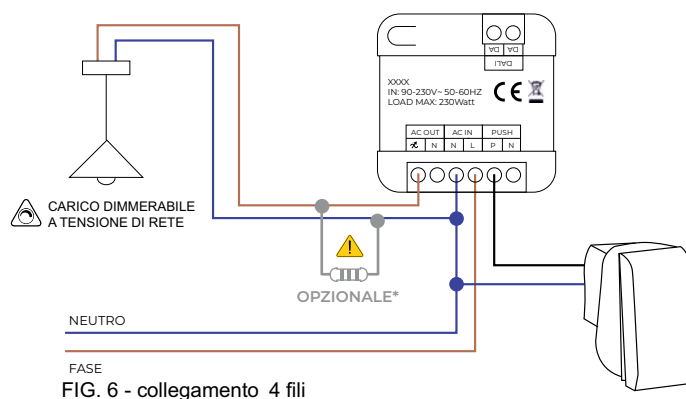 DA DA
DALI
XXXX
IN: 90-230V~ 50-60HZ
LOAD MAX: 230Watt
CE
AC OUT AC IN PUSH
N N L P N
CARICO DIMMERABILE
A TENSIONE DI RETE
OPZIONALE*
NEUTRO
FASE
FIG. 6 - collegamento 4 fili